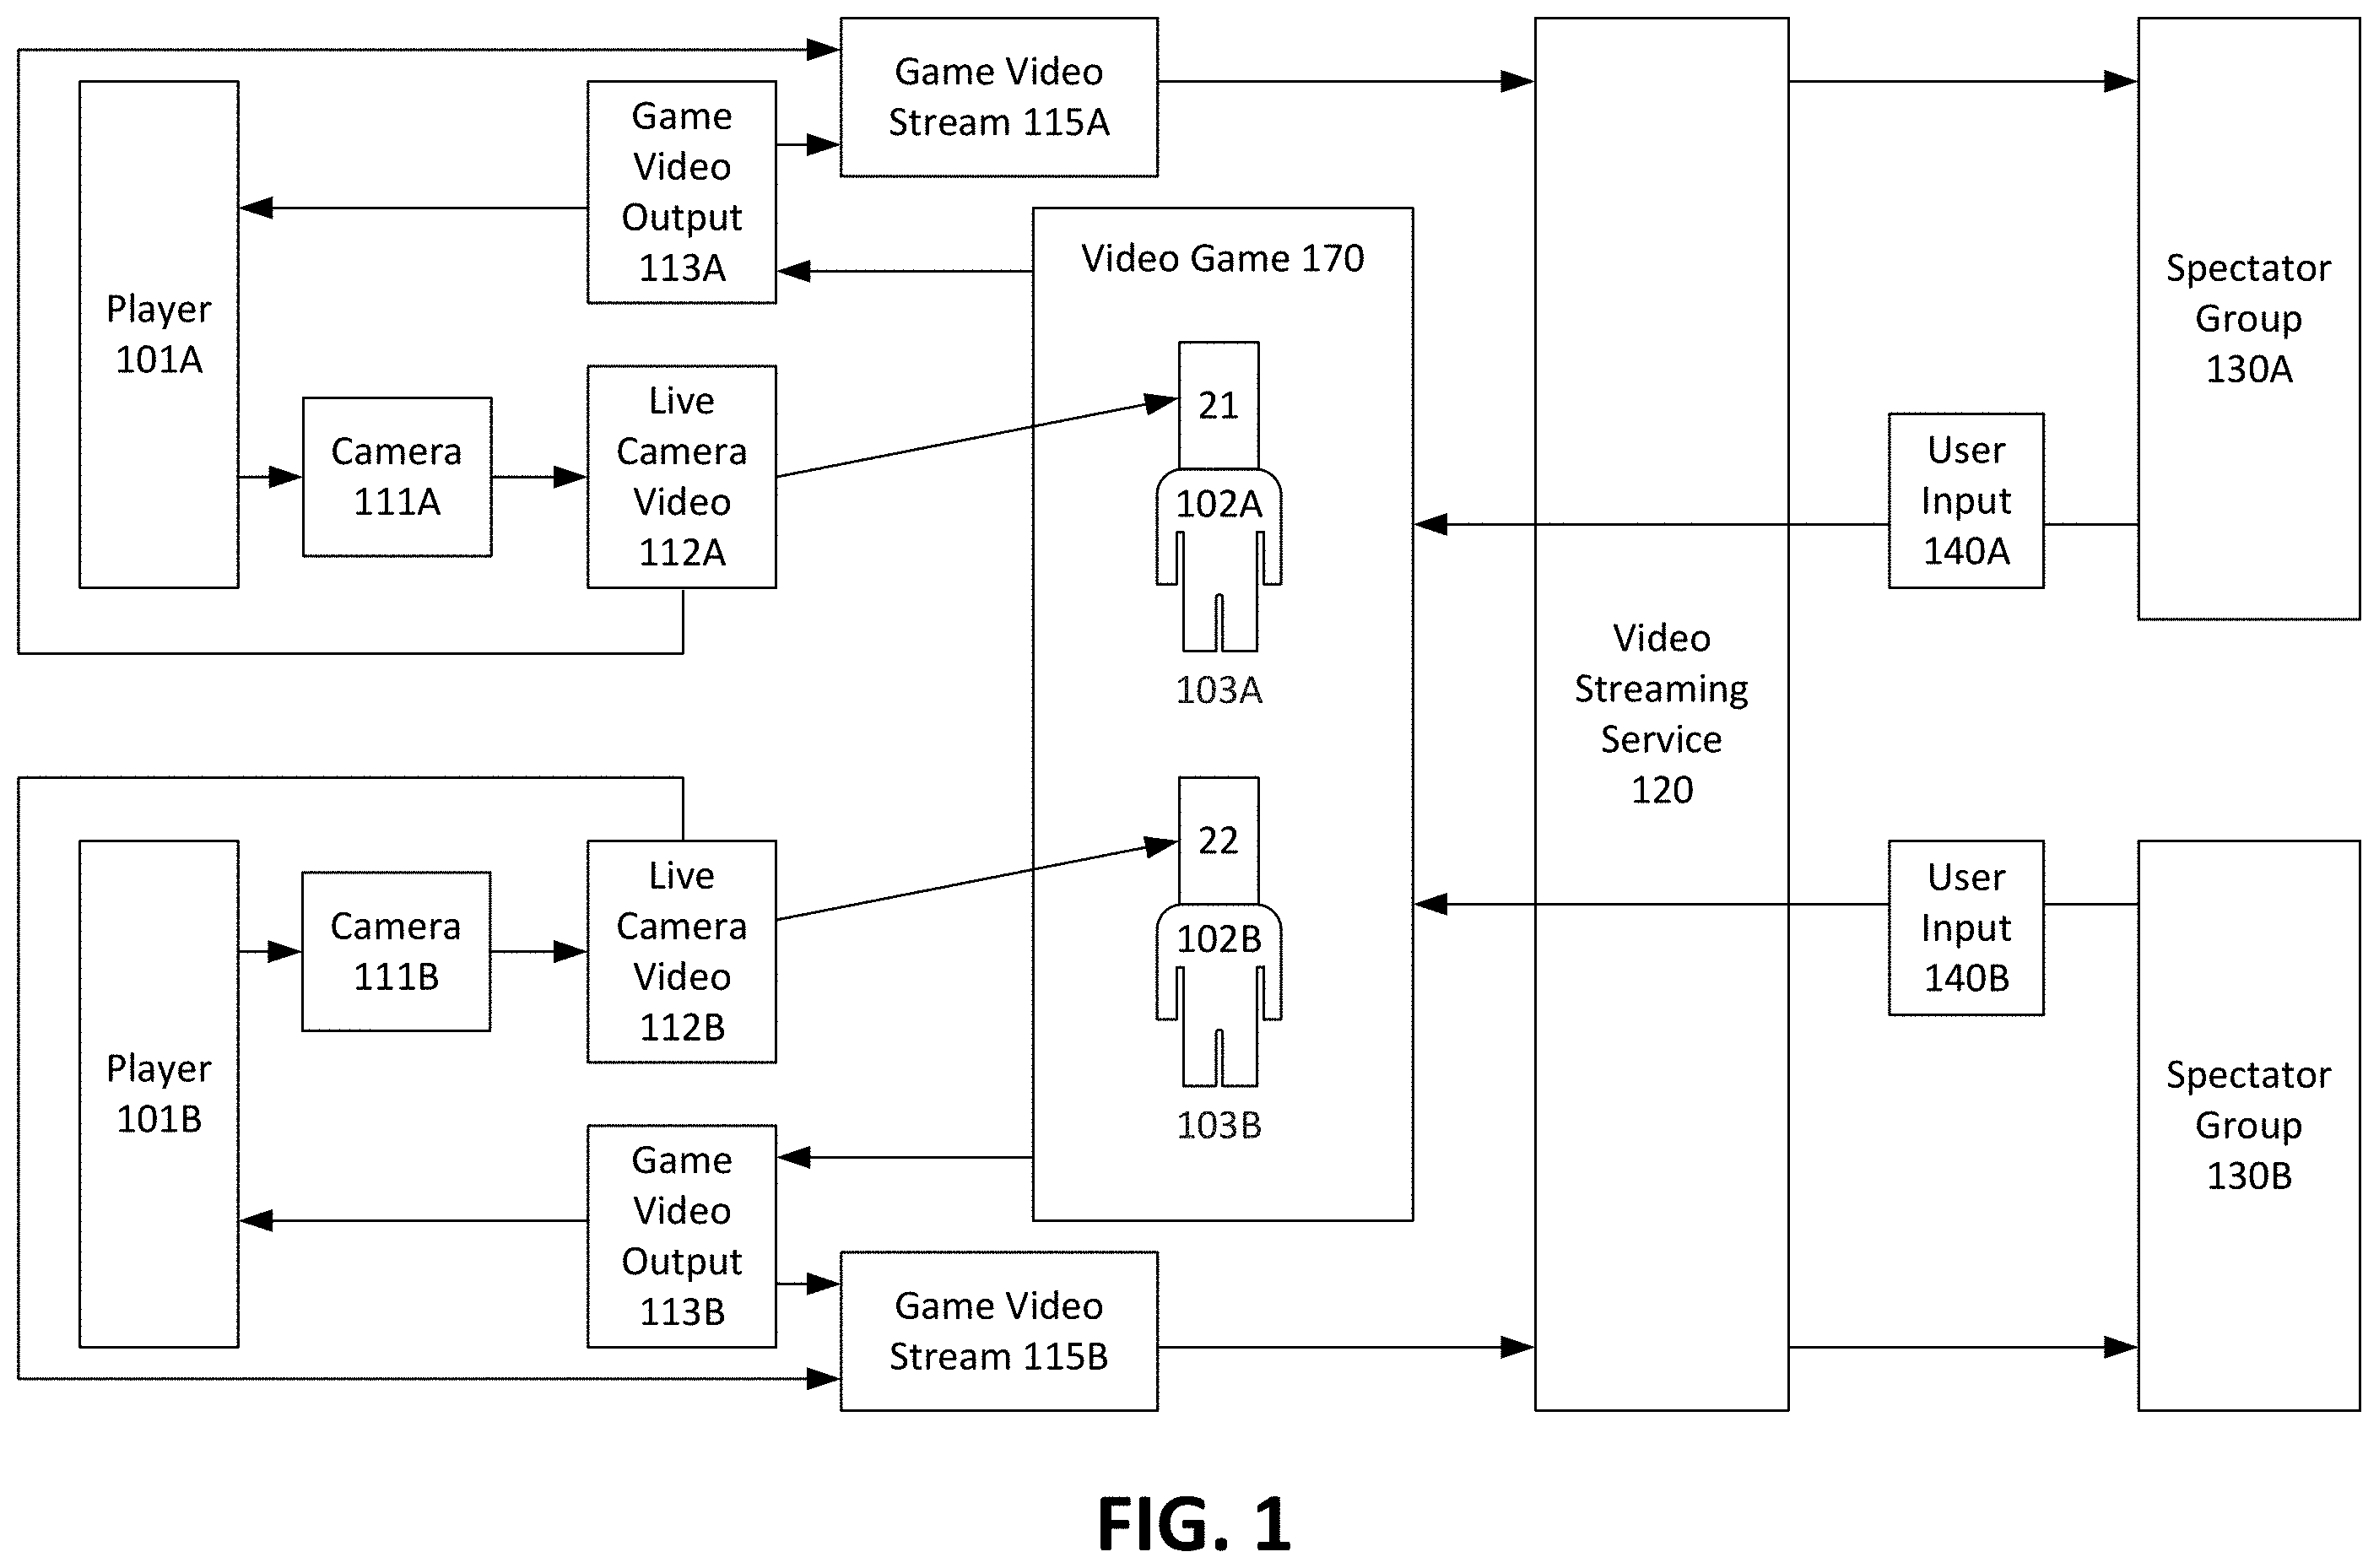 Game Video
Stream 115A
Game
Video
Output
113A
Player
101A
Camera
111A
Live
Camera
Video
112A
Video Game 170
21
102A
103A
22
102B
103B
Video
Streaming
Service
120
User
Input
140A
Spectator
Group
130A
Player
101B
Camera
111B
Live
Camera
Video
112B
Game
Video
Output
113B
Game Video
Stream 115B
User
Input
140B
Spectator
Group
130B
FIG. 1